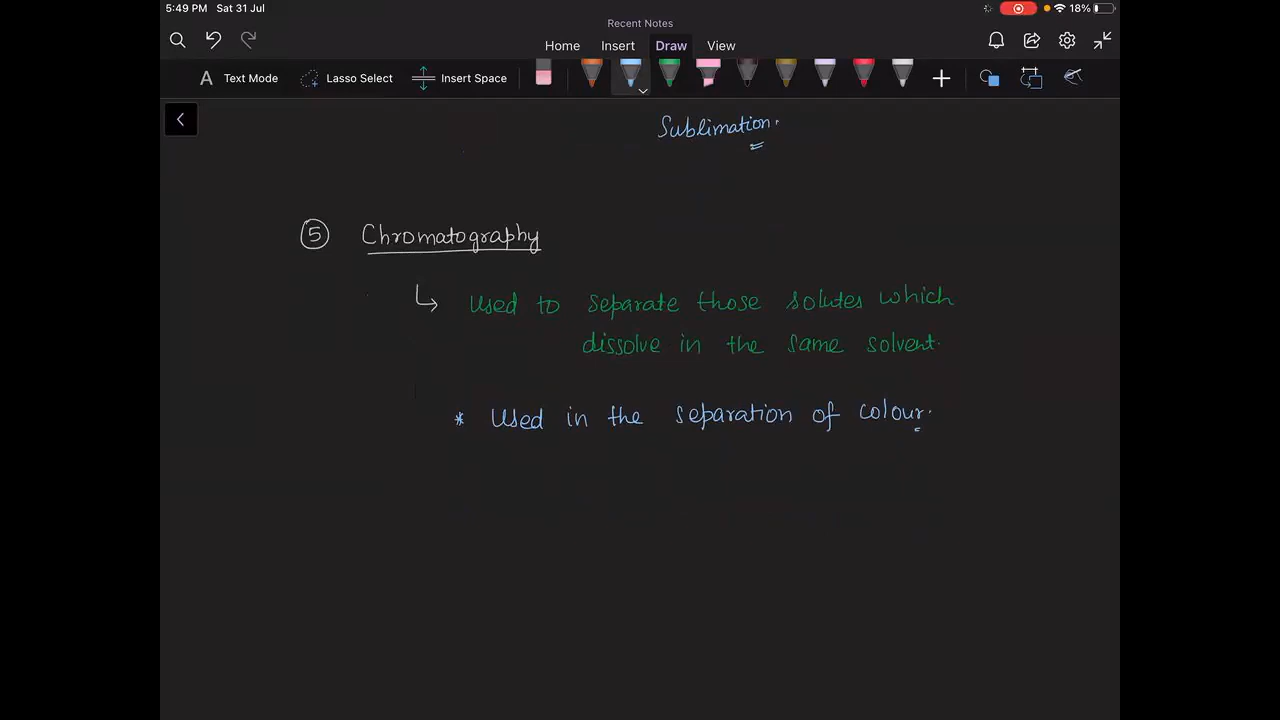 5:49 PM Sat 31 Jul 18%
Recent Notes
Home Insert Draw View
A Text Mode Lasso Select Insert Space
Sublimation.
5 Chromatography
Used to separate those solutes which
dissolve in the same solvent.
* Used in the separation of colour.